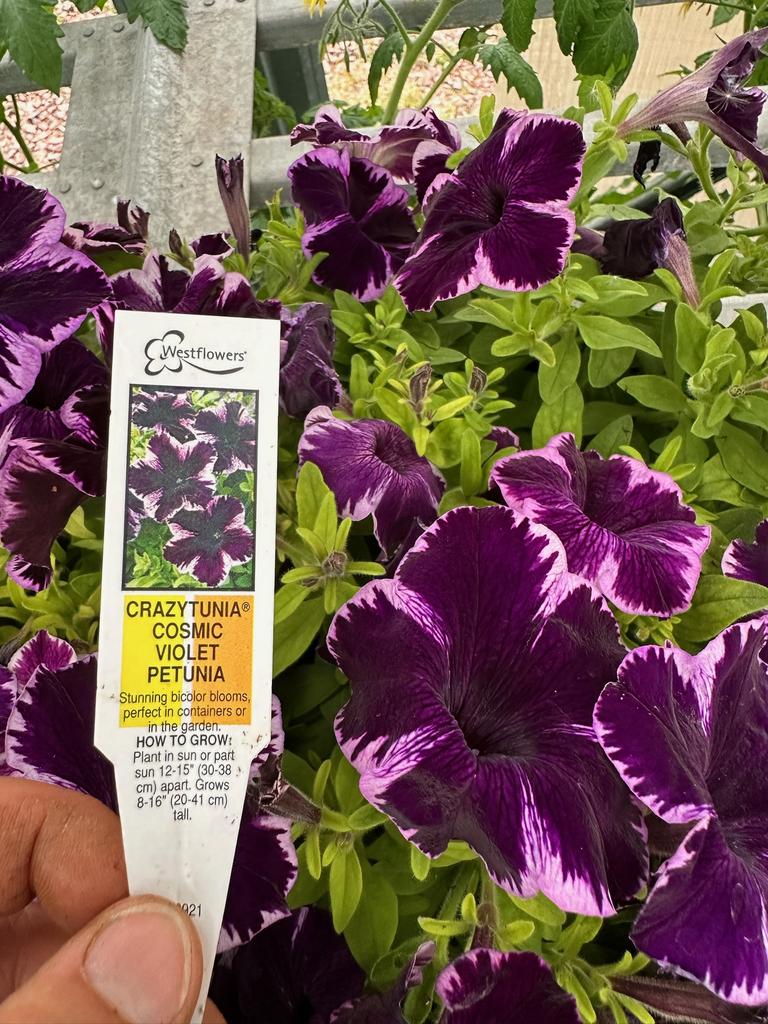 Westflowers®
CRAZYTUNIA®
COSMIC
VIOLET
PETUNIA
Stunning bicolor blooms,
perfect in containers or
in the garden.
HOW TO GROW:
Plant in sun or part
sun 12-15" (30-38
cm) apart. Grows
8-16" (20-41 cm)
tall.
921